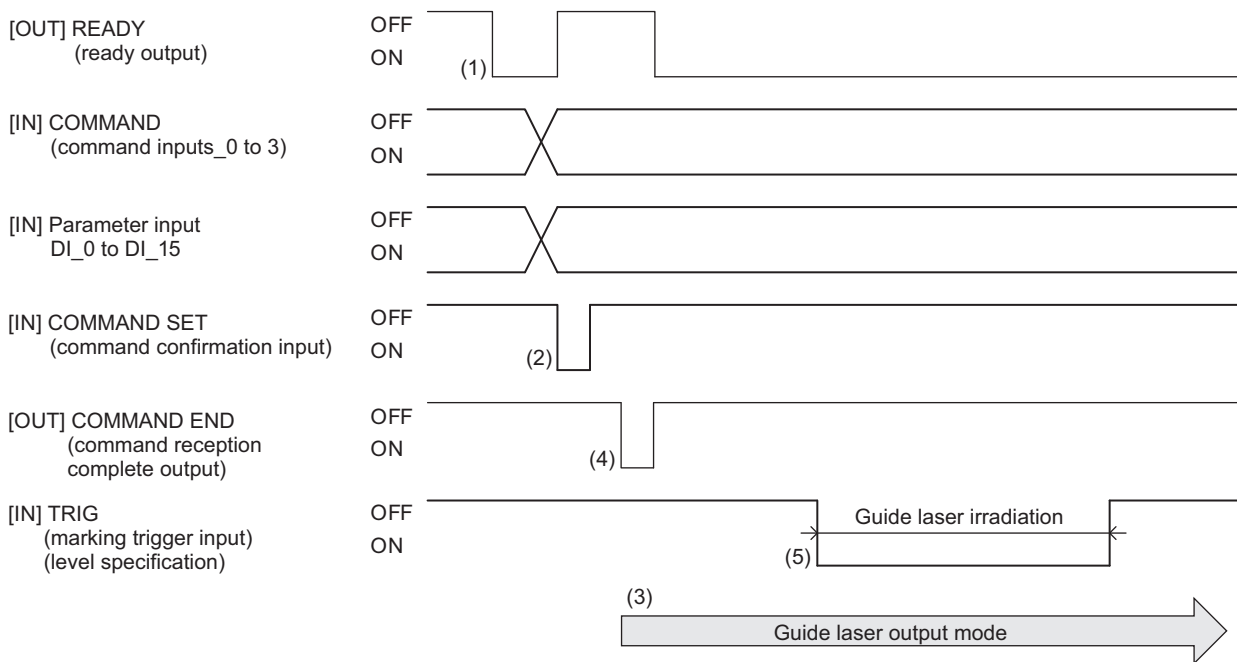 [OUT] READY
(ready output)
OFF
ON
(1)
[IN] COMMAND
(command inputs_0 to 3)
OFF
ON
[IN] Parameter input
DI_0 to DI_15
OFF
ON
[IN] COMMAND SET
(command confirmation input)
OFF
ON
(2)
[OUT] COMMAND END
(command reception
complete output)
OFF
ON
(4)
[IN] TRIG
(marking trigger input)
(level specification)
OFF
ON
Guide laser irradiation
(5)
(3)
Guide laser output mode